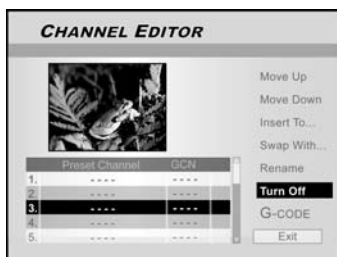 CHANNEL EDITOR
Move Up
Move Down
Insert To...
Swap With...
Rename
Turn Off
G-CODE
Exit
Preset Channel GCN
1. ---- ----
2. ---- ----
3. ---- ----
4. ---- ----
5. ---- ----